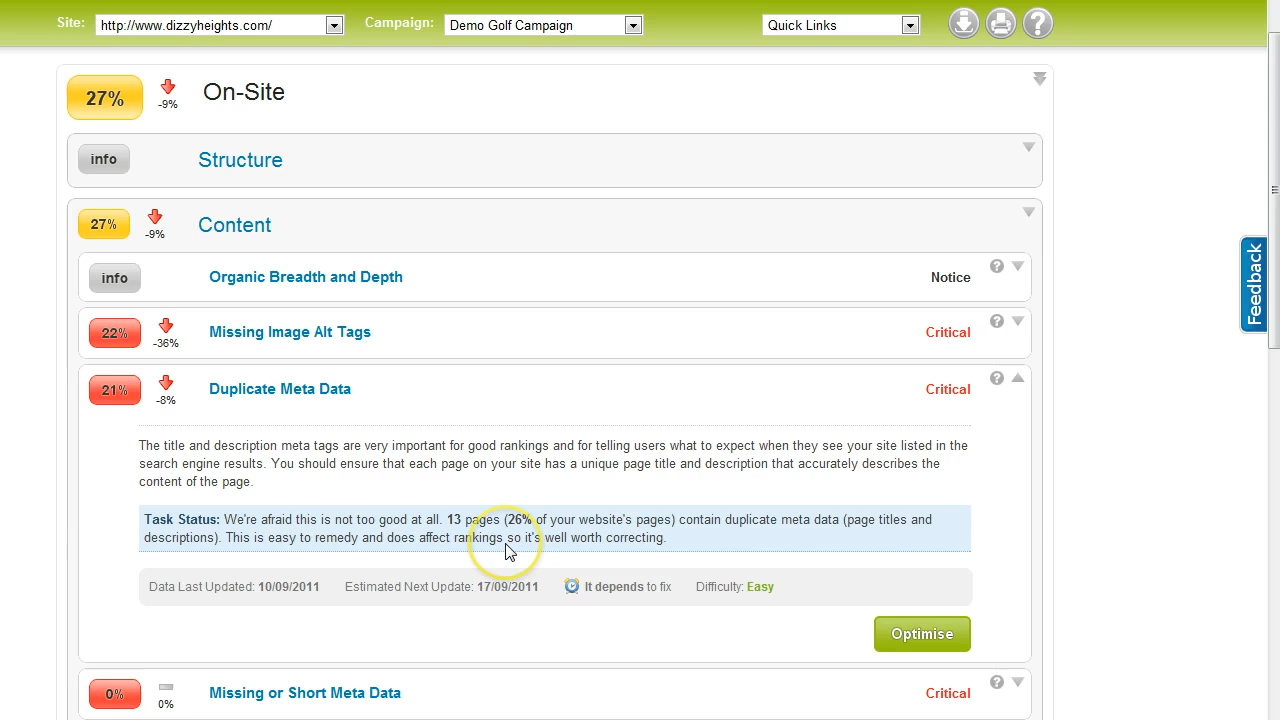 Site: http://www.dizzyheights.com/ Campaign: Demo Golf Campaign Quick Links ?
27% -9% On-Site
info Structure
27% -9% Content
info Organic Breadth and Depth Notice ?
22% -36% Missing Image Alt Tags Critical ?
21% -8% Duplicate Meta Data Critical ?
The title and description meta tags are very important for good rankings and for telling users what to expect when they see your site listed in the
search engine results. You should ensure that each page on your site has a unique page title and description that accurately describes the
content of the page.
Task Status: We're afraid this is not too good at all. 13 pages (26% of your website's pages) contain duplicate meta data (page titles and
descriptions). This is easy to remedy and does affect rankings so it's well worth correcting.
Data Last Updated: 10/09/2011 Estimated Next Update: 17/09/2011 It depends to fix Difficulty: Easy
Optimise
0% 0% Missing or Short Meta Data Critical ?
Feedback